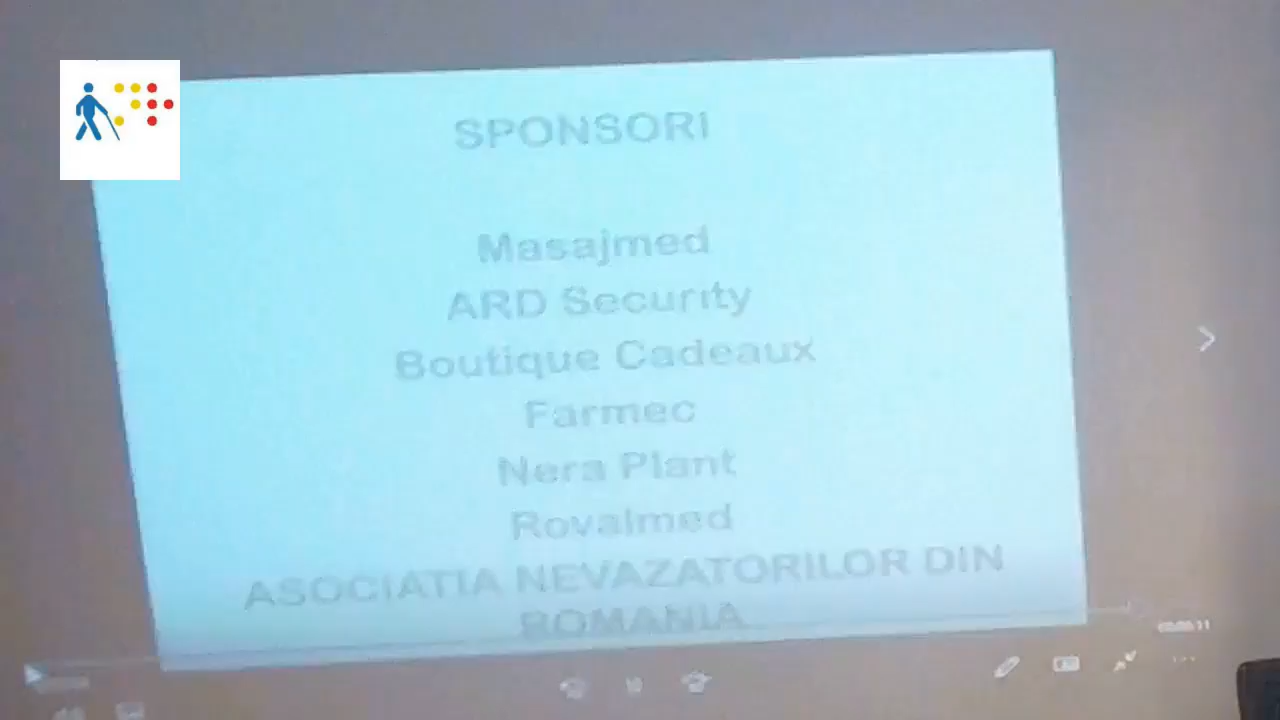 SPONSORI
Masajmed
ARD Security
Boutique Cadeaux
Farmec
Nera Plant
Rovalmed
ASOCIATIA NEVAZATORILOR DIN
ROMANIA